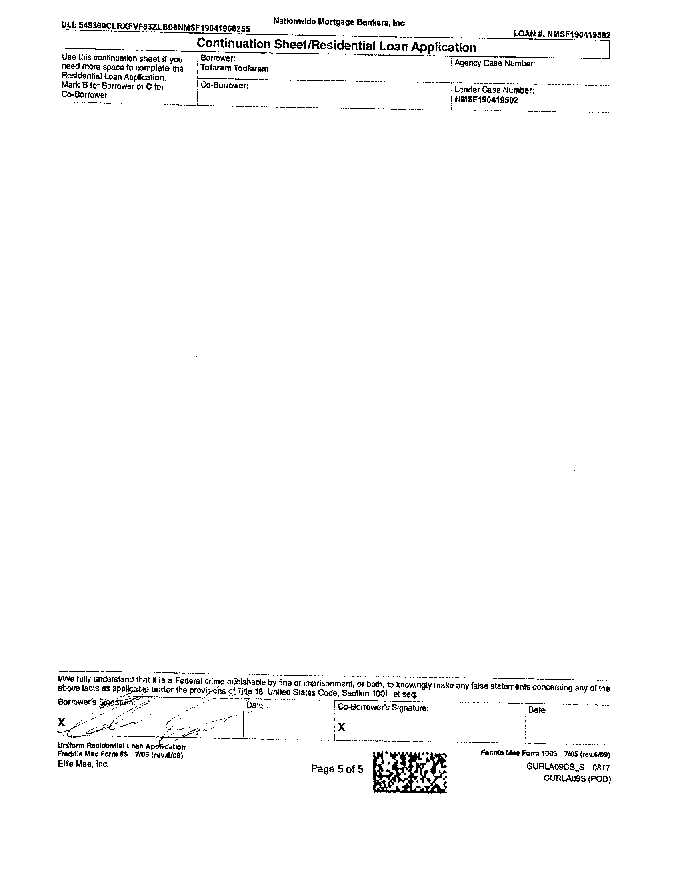 Nationwide Mortgage Bankers, Inc
LOAN #: NMSF190419502
Continuation Sheet/Residential Loan Application
Use this continuation sheet if you
need more space to complete the
Residential Loan Application.
Mark B for Borrower or C for
Co-Borrower
Borrower:
Tofaram Toofaram
Agency Case Number:
Co-Borrower:
Lender Case Number:
NMSF190419502
I/We fully understand that it is a Federal crime punishable by fine or imprisonment, or both, to knowingly make any false statements concerning any of the
above facts as applicable under the provisions of Title 18, United States Code, Section 1001, et seq.
Borrower's Signature:
Date
Co-Borrower's Signature:
Date
X
X
Uniform Residential Loan Application
Freddie Mac Form 65 7/05 (rev.6/09)
Fannie Mae Form 1003 7/05 (rev.6/09)
Ellie Mae, Inc.
Page 5 of 5
GURLA09S (POD)